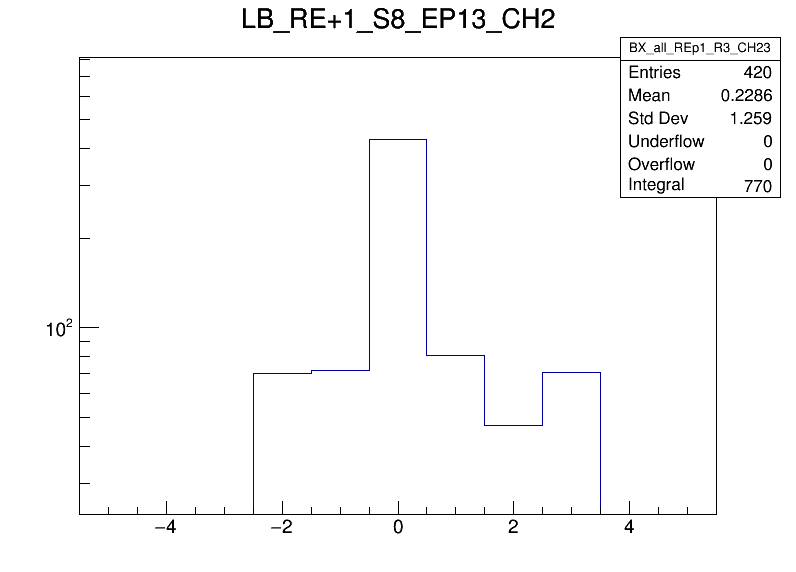 LB_RE+1_S8_EP13_CH2
BX_all_REp1_R3_CH23
Entries 420
Mean 0.2286
Std Dev 1.259
Underflow 0
Overflow 0
Integral 770
10²
−4 −2 0 2 4